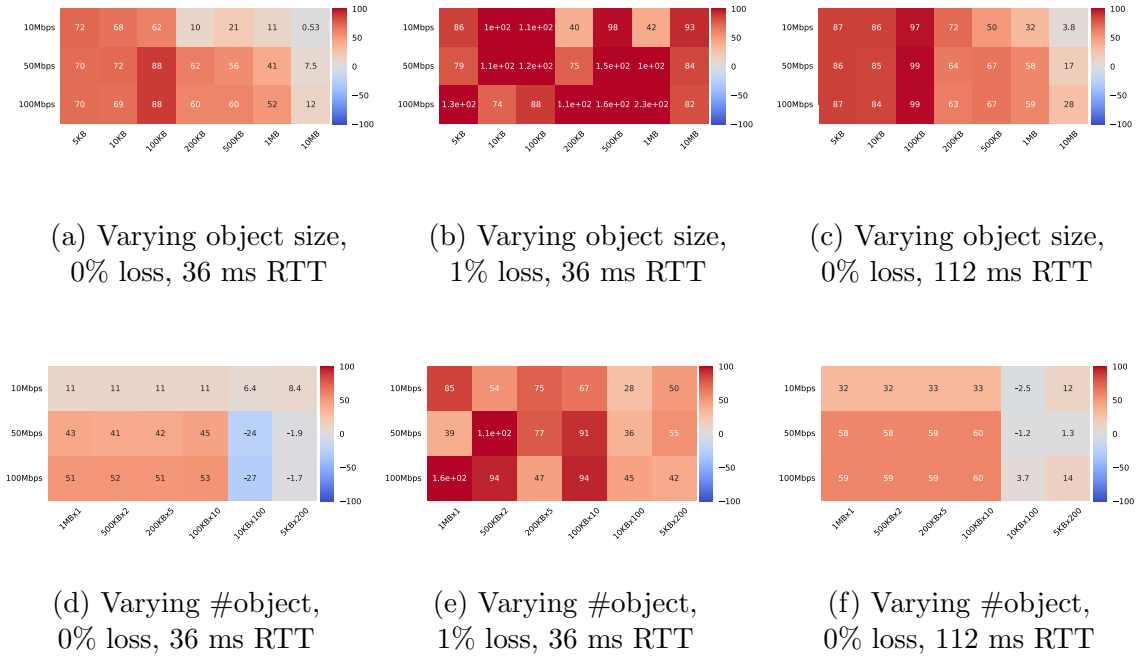 10Mbps 72 68 62 10 21 11 0.53
50Mbps 70 72 88 62 56 41 7.5
100Mbps 70 69 88 60 60 52 12
5KB 10KB 100KB 200KB 500KB 1MB 10MB
100
50
0
−50
−100
10Mbps 86 1e+02 1.1e+02 40 98 42 93
50Mbps 79 1.1e+02 1.2e+02 75 1.5e+02 1e+02 84
100Mbps 1.3e+02 74 88 1.1e+02 1.6e+02 2.3e+02 82
5KB 10KB 100KB 200KB 500KB 1MB 10MB
100
50
0
−50
−100
10Mbps 87 86 97 72 50 32 3.8
50Mbps 86 85 99 64 67 58 17
100Mbps 87 84 99 63 67 59 28
5KB 10KB 100KB 200KB 500KB 1MB 10MB
100
50
0
−50
−100
(a) Varying object size,
0% loss, 36 ms RTT
(b) Varying object size,
1% loss, 36 ms RTT
(c) Varying object size,
0% loss, 112 ms RTT
10Mbps 11 11 11 11 6.4 8.4
50Mbps 43 41 42 45 -24 -1.9
100Mbps 51 52 51 53 -27 -1.7
1MBx1 500KBx2 200KBx5 100KBx10 10KBx100 5KBx200
100
50
0
−50
−100
10Mbps 85 54 75 67 28 50
50Mbps 39 1.1e+02 77 91 36 55
100Mbps 1.6e+02 94 47 94 45 42
1MBx1 500KBx2 200KBx5 100KBx10 10KBx100 5KBx200
100
50
0
−50
−100
10Mbps 32 32 33 33 -2.5 12
50Mbps 58 58 59 60 -1.2 1.3
100Mbps 59 59 59 60 3.7 14
1MBx1 500KBx2 200KBx5 100KBx10 10KBx100 5KBx200
100
50
0
−50
−100
(d) Varying #object,
0% loss, 36 ms RTT
(e) Varying #object,
1% loss, 36 ms RTT
(f) Varying #object,
0% loss, 112 ms RTT